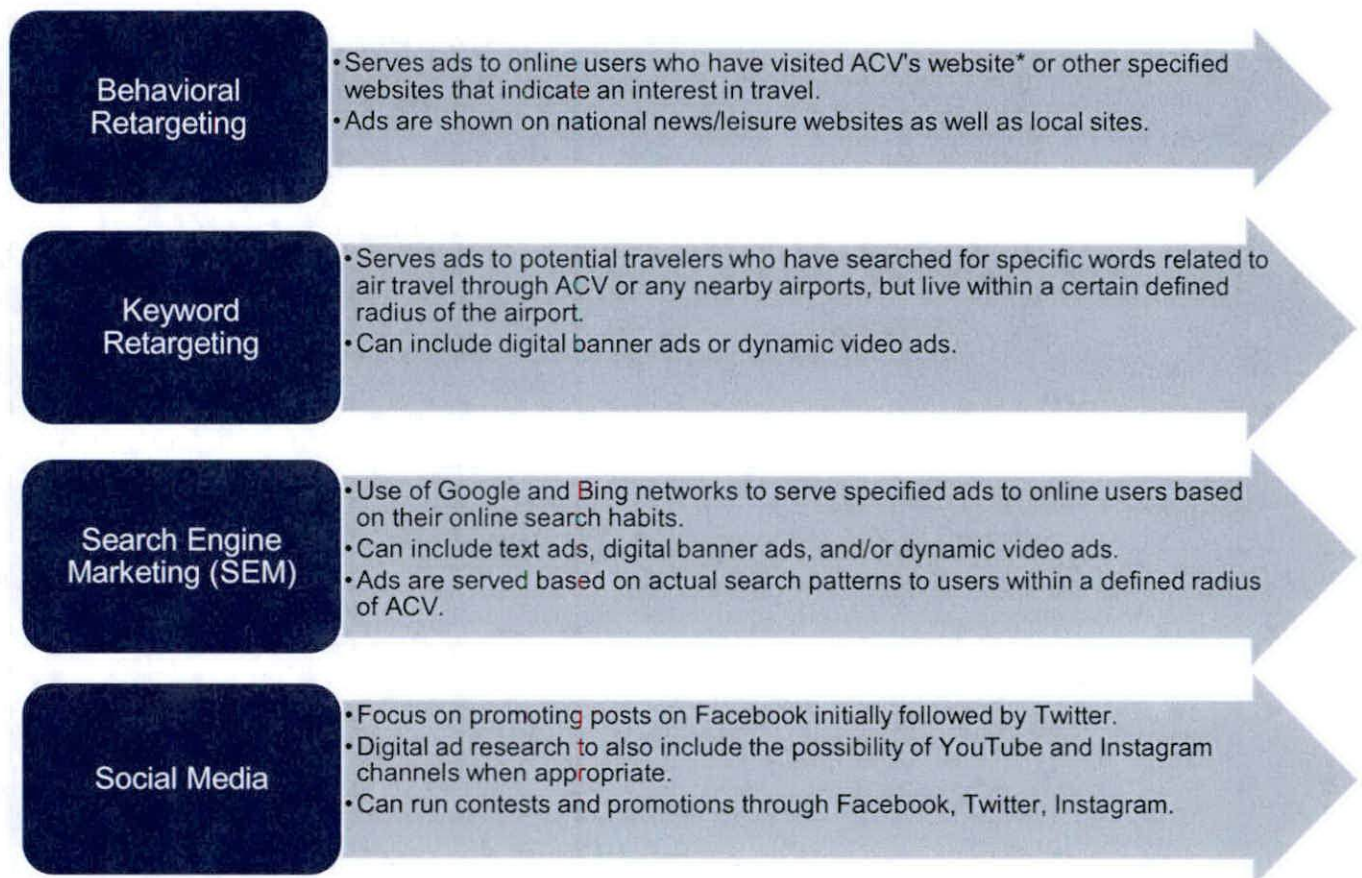 Behavioral
Retargeting
•Serves ads to online users who have visited ACV's website* or other specified
websites that indicate an interest in travel.
•Ads are shown on national news/leisure websites as well as local sites.
Keyword
Retargeting
•Serves ads to potential travelers who have searched for specific words related to
air travel through ACV or any nearby airports, but live within a certain defined
radius of the airport.
•Can include digital banner ads or dynamic video ads.
Search Engine
Marketing (SEM)
•Use of Google and Bing networks to serve specified ads to online users based
on their online search habits.
•Can include text ads, digital banner ads, and/or dynamic video ads.
•Ads are served based on actual search patterns to users within a defined radius
of ACV.
Social Media
•Focus on promoting posts on Facebook initially followed by Twitter.
•Digital ad research to also include the possibility of YouTube and Instagram
channels when appropriate.
•Can run contests and promotions through Facebook, Twitter, Instagram.